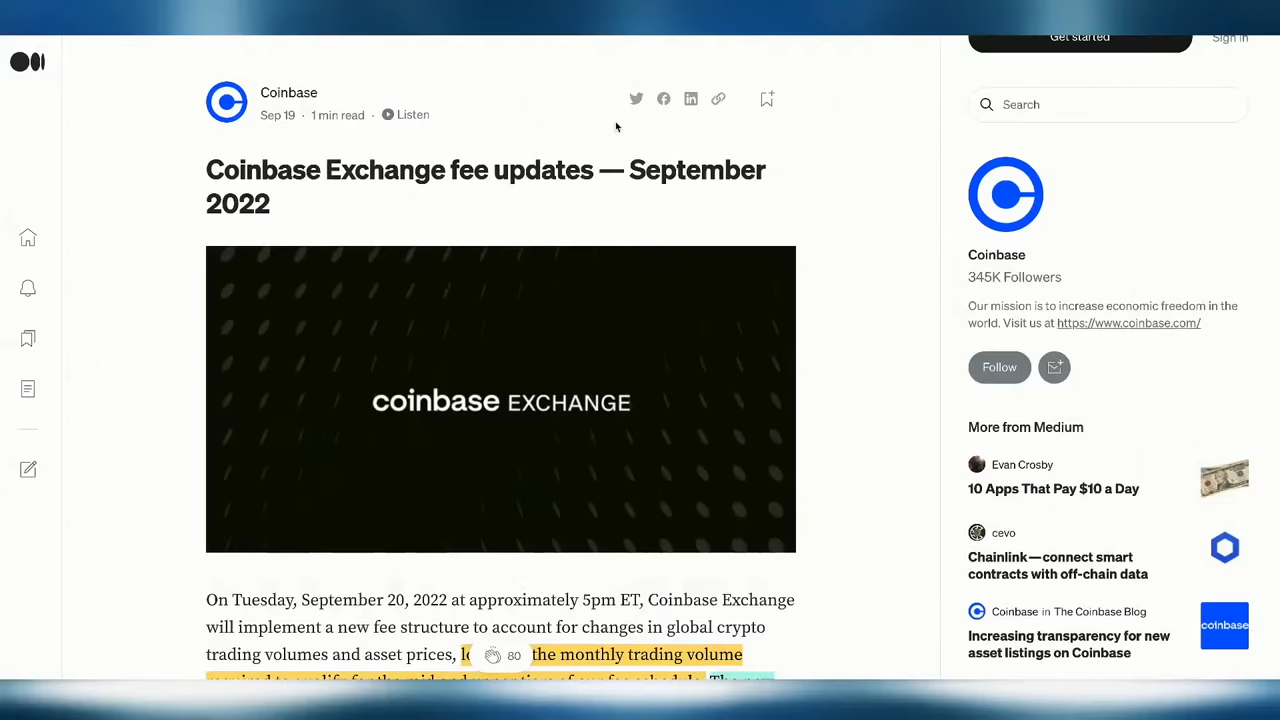 Get started
Sign in
Coinbase
Sep 19 · 1 min read · Listen
Coinbase Exchange fee updates — September
2022
coinbase EXCHANGE
On Tuesday, September 20, 2022 at approximately 5pm ET, Coinbase Exchange
will implement a new fee structure to account for changes in global crypto
trading volumes and asset prices,
80
the monthly trading volume
Search
Coinbase
345K Followers
Our mission is to increase economic freedom in the
world. Visit us at https://www.coinbase.com/
Follow
More from Medium
Evan Crosby
10 Apps That Pay $10 a Day
cevo
Chainlink—connect smart
contracts with off-chain data
Coinbase in The Coinbase Blog
Increasing transparency for new
asset listings on Coinbase
coinbase